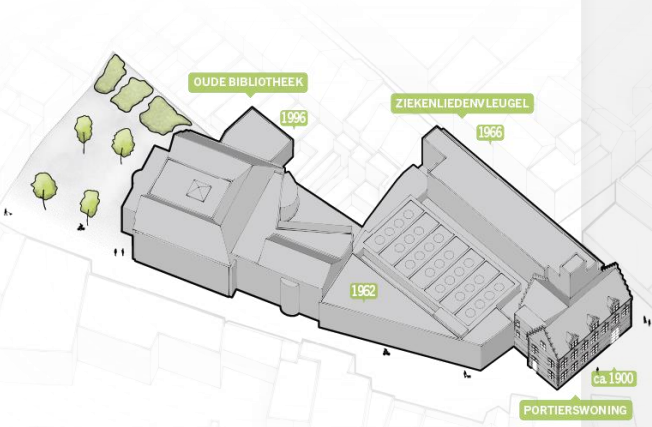 OUDE BIBLIOTHEEK
1996
ZIEKENLIEDENVLEUGEL
1966
1962
ca. 1900
PORTIERSWONING